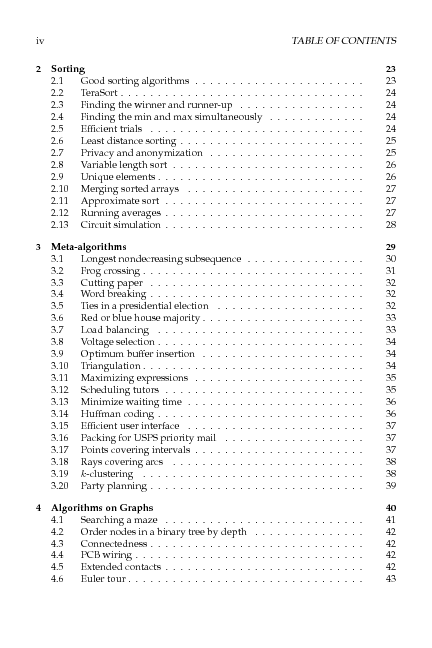 iv TABLE OF CONTENTS
2 Sorting 23
2.1 Good sorting algorithms . . . . . . . . . . . . . . . . . . . . . . 23
2.2 TeraSort . . . . . . . . . . . . . . . . . . . . . . . . . . . . . . 24
2.3 Finding the winner and runner-up . . . . . . . . . . . . . . . . 24
2.4 Finding the min and max simultaneously . . . . . . . . . . . . . 24
2.5 Efficient trials . . . . . . . . . . . . . . . . . . . . . . . . . . . 24
2.6 Least distance sorting . . . . . . . . . . . . . . . . . . . . . . . 25
2.7 Privacy and anonymization . . . . . . . . . . . . . . . . . . . . 25
2.8 Variable length sort . . . . . . . . . . . . . . . . . . . . . . . . 26
2.9 Unique elements . . . . . . . . . . . . . . . . . . . . . . . . . . 26
2.10 Merging sorted arrays . . . . . . . . . . . . . . . . . . . . . . . 27
2.11 Approximate sort . . . . . . . . . . . . . . . . . . . . . . . . . 27
2.12 Running averages . . . . . . . . . . . . . . . . . . . . . . . . . 27
2.13 Circuit simulation . . . . . . . . . . . . . . . . . . . . . . . . . 28
3 Meta-algorithms 29
3.1 Longest nondecreasing subsequence . . . . . . . . . . . . . . . 30
3.2 Frog crossing . . . . . . . . . . . . . . . . . . . . . . . . . . . . 31
3.3 Cutting paper . . . . . . . . . . . . . . . . . . . . . . . . . . . 32
3.4 Word breaking . . . . . . . . . . . . . . . . . . . . . . . . . . . 32
3.5 Ties in a presidential election . . . . . . . . . . . . . . . . . . . 32
3.6 Red or blue house majority . . . . . . . . . . . . . . . . . . . . . 33
3.7 Load balancing . . . . . . . . . . . . . . . . . . . . . . . . . . . 33
3.8 Voltage selection . . . . . . . . . . . . . . . . . . . . . . . . . . 34
3.9 Optimum buffer insertion . . . . . . . . . . . . . . . . . . . . . 34
3.10 Triangulation . . . . . . . . . . . . . . . . . . . . . . . . . . . . 34
3.11 Maximizing expressions . . . . . . . . . . . . . . . . . . . . . . 35
3.12 Scheduling tutors . . . . . . . . . . . . . . . . . . . . . . . . . 35
3.13 Minimize waiting time . . . . . . . . . . . . . . . . . . . . . . . 36
3.14 Huffman coding . . . . . . . . . . . . . . . . . . . . . . . . . . . 36
3.15 Efficient user interface . . . . . . . . . . . . . . . . . . . . . . . 37
3.16 Packing for USPS priority mail . . . . . . . . . . . . . . . . . . 37
3.17 Points covering intervals . . . . . . . . . . . . . . . . . . . . . . 37
3.18 Rays covering arcs . . . . . . . . . . . . . . . . . . . . . . . . . 38
3.19 k-clustering . . . . . . . . . . . . . . . . . . . . . . . . . . . . 38
3.20 Party planning . . . . . . . . . . . . . . . . . . . . . . . . . . . 39
4 Algorithms on Graphs 40
4.1 Searching a maze . . . . . . . . . . . . . . . . . . . . . . . . . 41
4.2 Order nodes in a binary tree by depth . . . . . . . . . . . . . . 42
4.3 Connectedness . . . . . . . . . . . . . . . . . . . . . . . . . . . 42
4.4 PCB wiring . . . . . . . . . . . . . . . . . . . . . . . . . . . . . 42
4.5 Extended contacts . . . . . . . . . . . . . . . . . . . . . . . . . 42
4.6 Euler tour . . . . . . . . . . . . . . . . . . . . . . . . . . . . . . 43